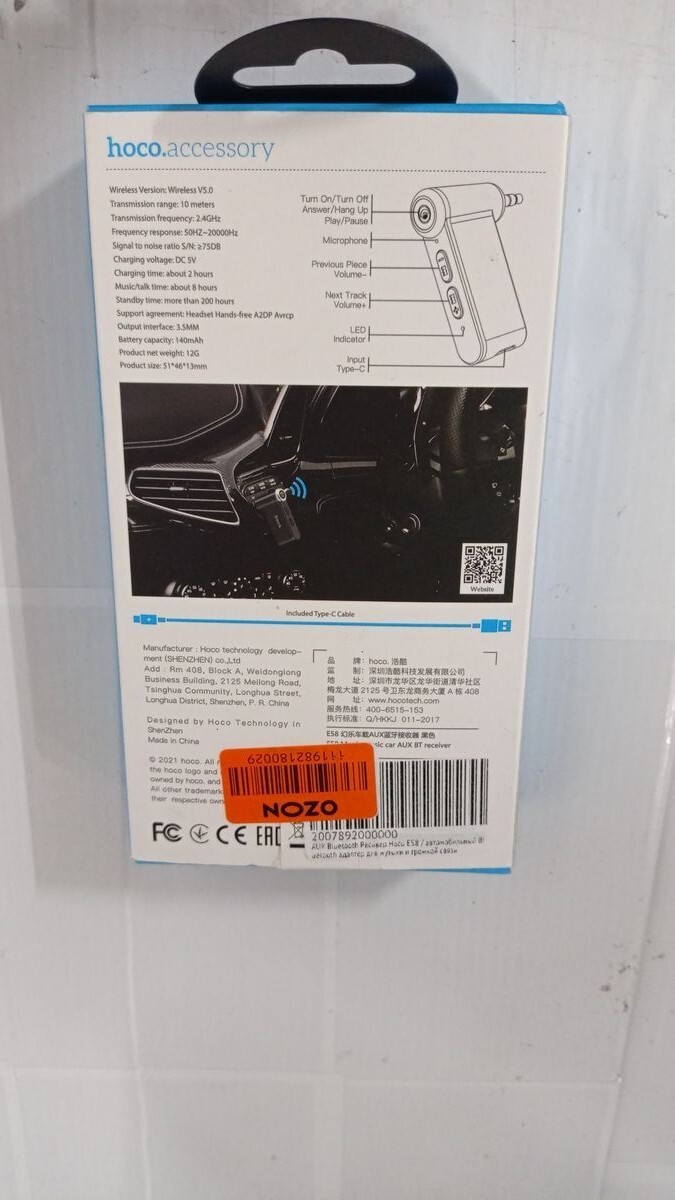 hoco.accessory
Wireless Version: Wireless V5.0
Transmission range: 10 meters
Transmission frequency: 2.4GHz
Frequency response: 50HZ~20000Hz
Signal to noise ratio S/N: ≥75DB
Charging voltage: DC 5V
Charging time: about 2 hours
Music/talk time: about 8 hours
Standby time: more than 200 hours
Support agreement: Headset Hands-free A2DP Avrcp
Output interface: 3.5MM
Battery capacity: 140mAh
Product net weight: 12G
Product size: 51*46*13mm
Turn On/Turn Off
Answer/Hang Up
Play/Pause
Microphone
Previous Piece
Volume-
Next Track
Volume+
LED
Indicator
Input
Type-C
Website
Included Type-C Cable
Manufacturer : Hoco technology develop-
ment (SHENZHEN) co.,Ltd
Add : Rm 408, Block A, Weidonglong
Business Building, 2125 Meilong Road,
Tsinghua Community, Longhua Street,
Longhua District, Shenzhen, P. R. China
Designed by Hoco Technology in
ShenZhen
Made in China
© 2021 hoco. All
the hoco logo and
owned by hoco. and
All other trademark
their respective own
品 牌: hoco. 浩酷
监 制: 深圳浩酷科技发展有限公司
地 址: 深圳市龙华区龙华街道清华社区
梅龙大道 2125 号卫东龙商务大厦 A 栋 408
网 址: www.hocotech.com
服务热线: 400-6515-153
执行标准: Q/HKKJ 011-2017
E58 幻乐车载AUX蓝牙接收器 黑色
sic car AUX BT receiver
OZON
FC CE EAC
2007892000000
AUX Bluetooth Ресивер Hoco E58 / автомобильный Bl
uetooth адаптер для музыки и громкой связи